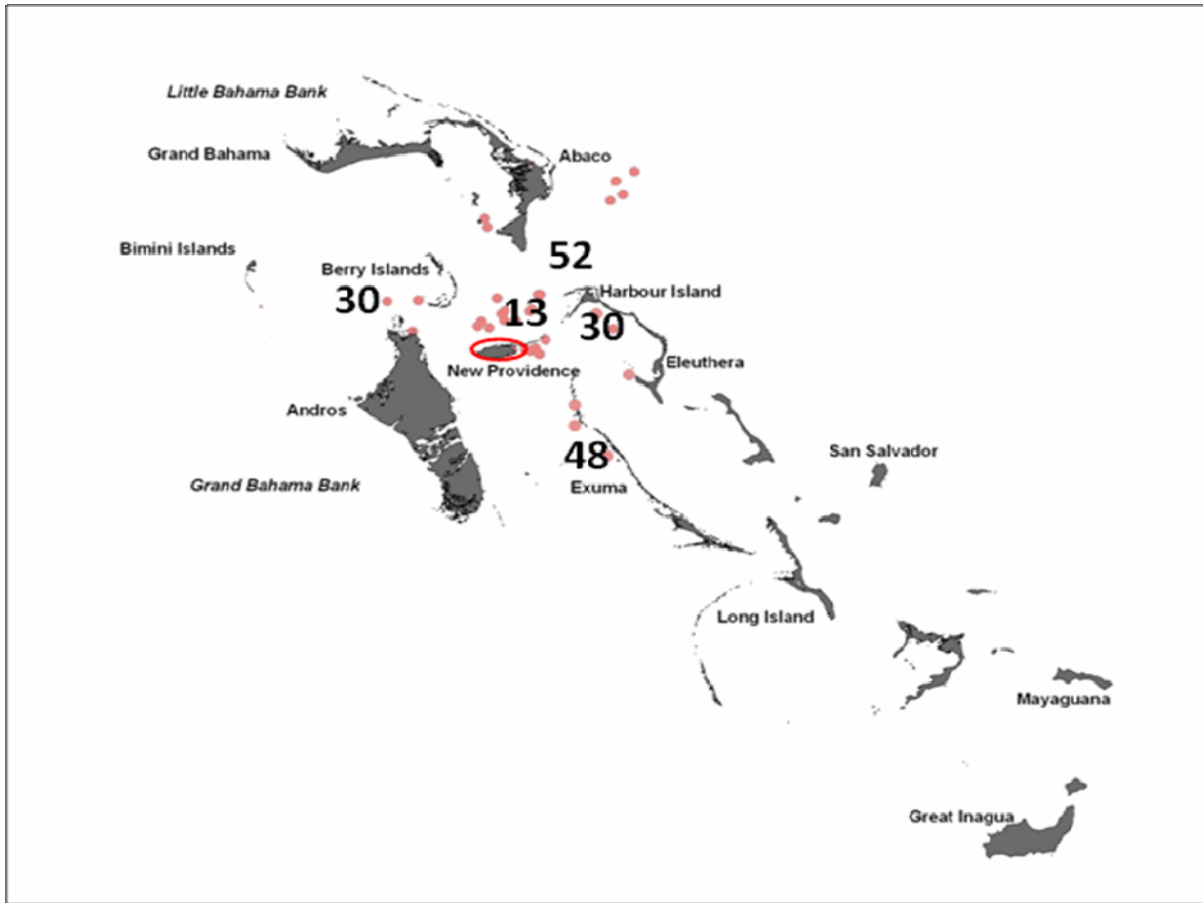 Little Bahama Bank
Grand Bahama
Abaco
Bimini Islands
52
Berry Islands
Harbour Island
30
13
30
New Providence
Eleuthera
Andros
San Salvador
48
Grand Bahama Bank
Exuma
Long Island
Mayaguana
Great Inagua